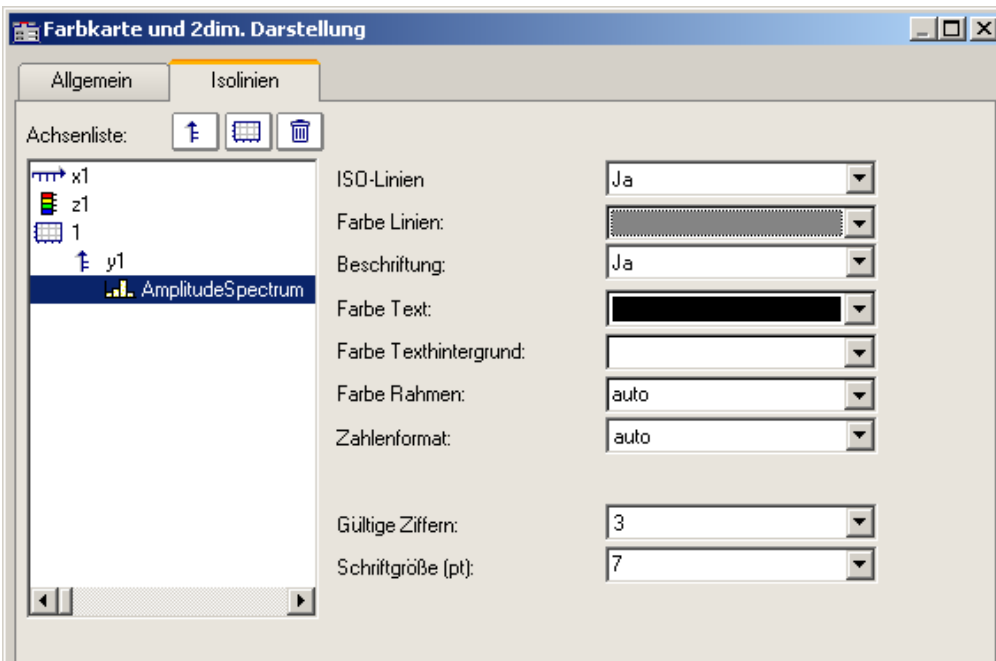 Farbkarte und 2dim. Darstellung
Allgemein Isolinien
Achsenliste:
x1
z1
1
y1
AmplitudeSpectrum
ISO-Linien Ja
Farbe Linien:
Beschriftung: Ja
Farbe Text:
Farbe Texthintergrund:
Farbe Rahmen: auto
Zahlenformat: auto
Gültige Ziffern: 3
Schriftgröße (pt): 7